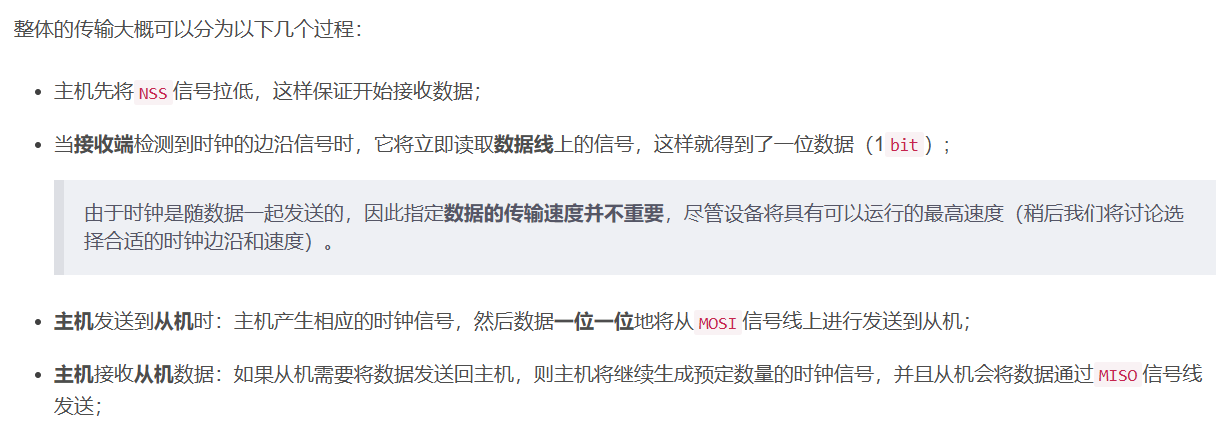 整体的传输大概可以分为以下几个过程：
主机先将NSS信号拉低，这样保证开始接收数据；
当接收端检测到时钟的边沿信号时，它将立即读取数据线上的信号，这样就得到了一位数据（1bit）；
由于时钟是随数据一起发送的，因此指定数据的传输速度并不重要，尽管设备将具有可以运行的最高速度（稍后我们将讨论选
择合适的时钟边沿和速度）。
主机发送到从机时：主机产生相应的时钟信号，然后数据一位一位地将从MOSI信号线上进行发送到从机；
主机接收从机数据：如果从机需要将数据发送回主机，则主机将继续生成预定数量的时钟信号，并且从机会将数据通过MISO信号线
发送；